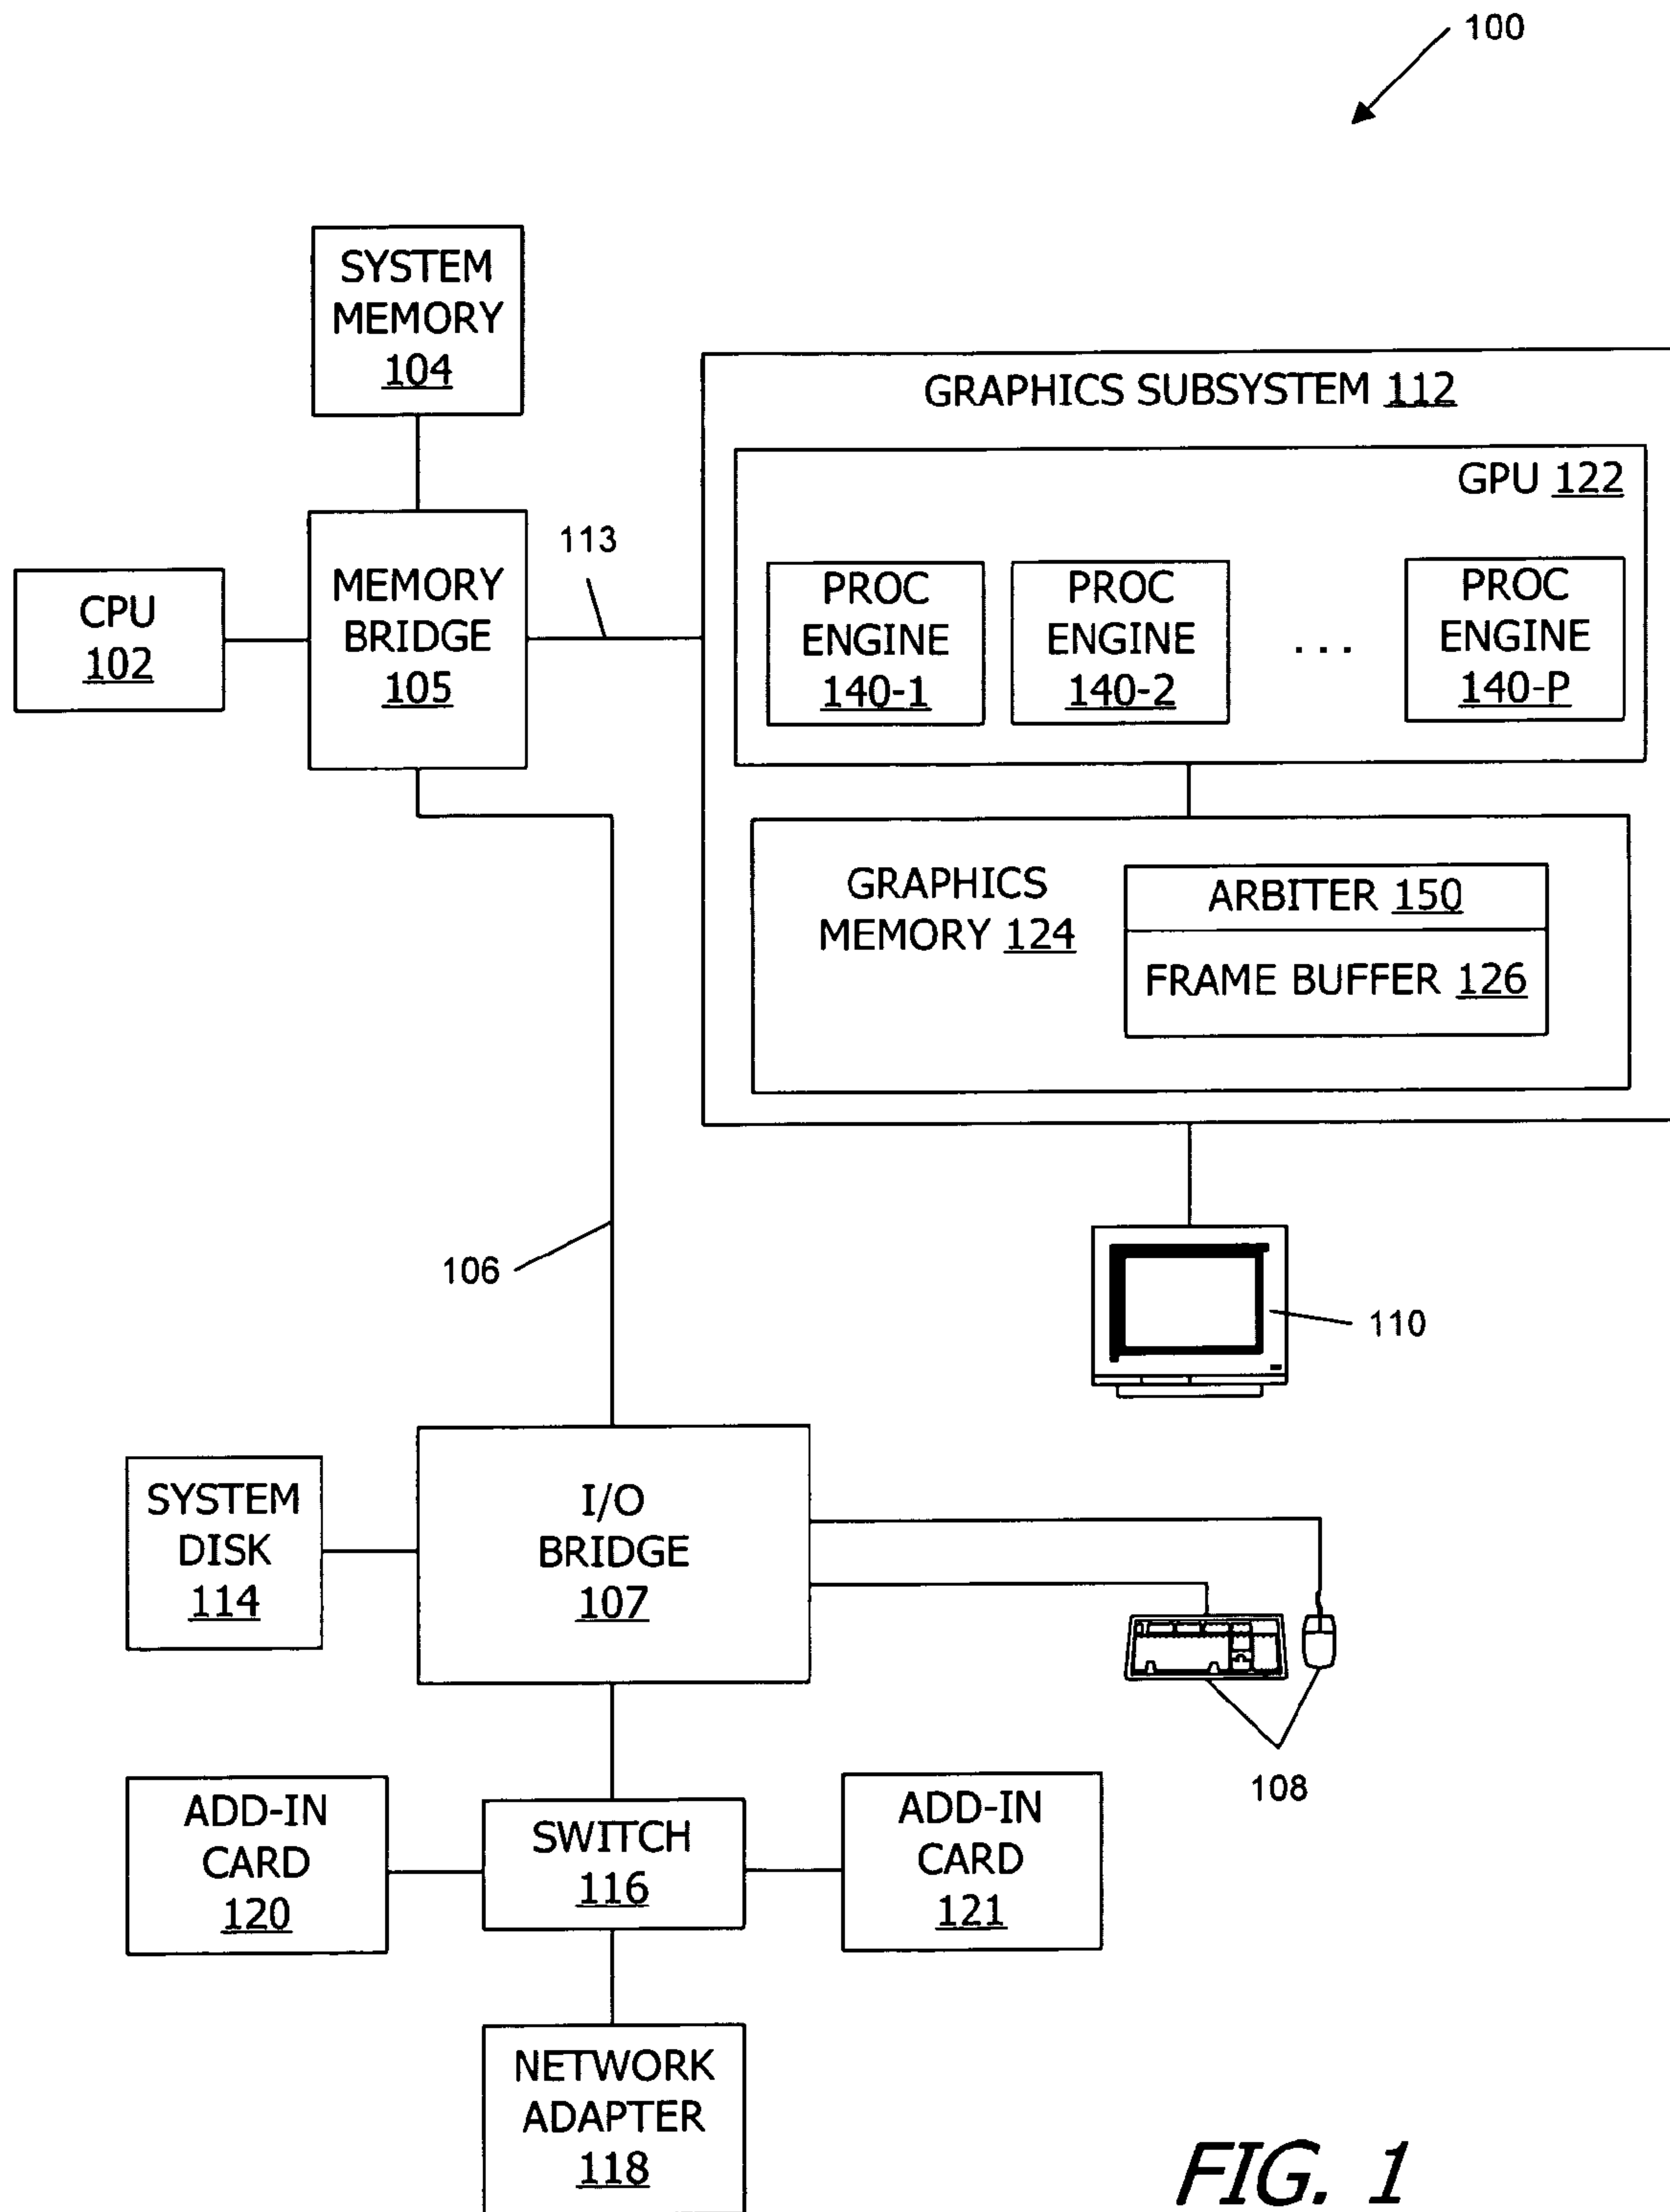 100
SYSTEM
MEMORY
104
GRAPHICS SUBSYSTEM 112
GPU 122
113
CPU
102
MEMORY
BRIDGE
105
PROC
ENGINE
140-1
PROC
ENGINE
140-2
...
PROC
ENGINE
140-P
GRAPHICS
MEMORY 124
ARBITER 150
FRAME BUFFER 126
106
110
SYSTEM
DISK
114
I/O
BRIDGE
107
108
ADD-IN
CARD
120
SWITCH
116
ADD-IN
CARD
121
NETWORK
ADAPTER
118
FIG. 1